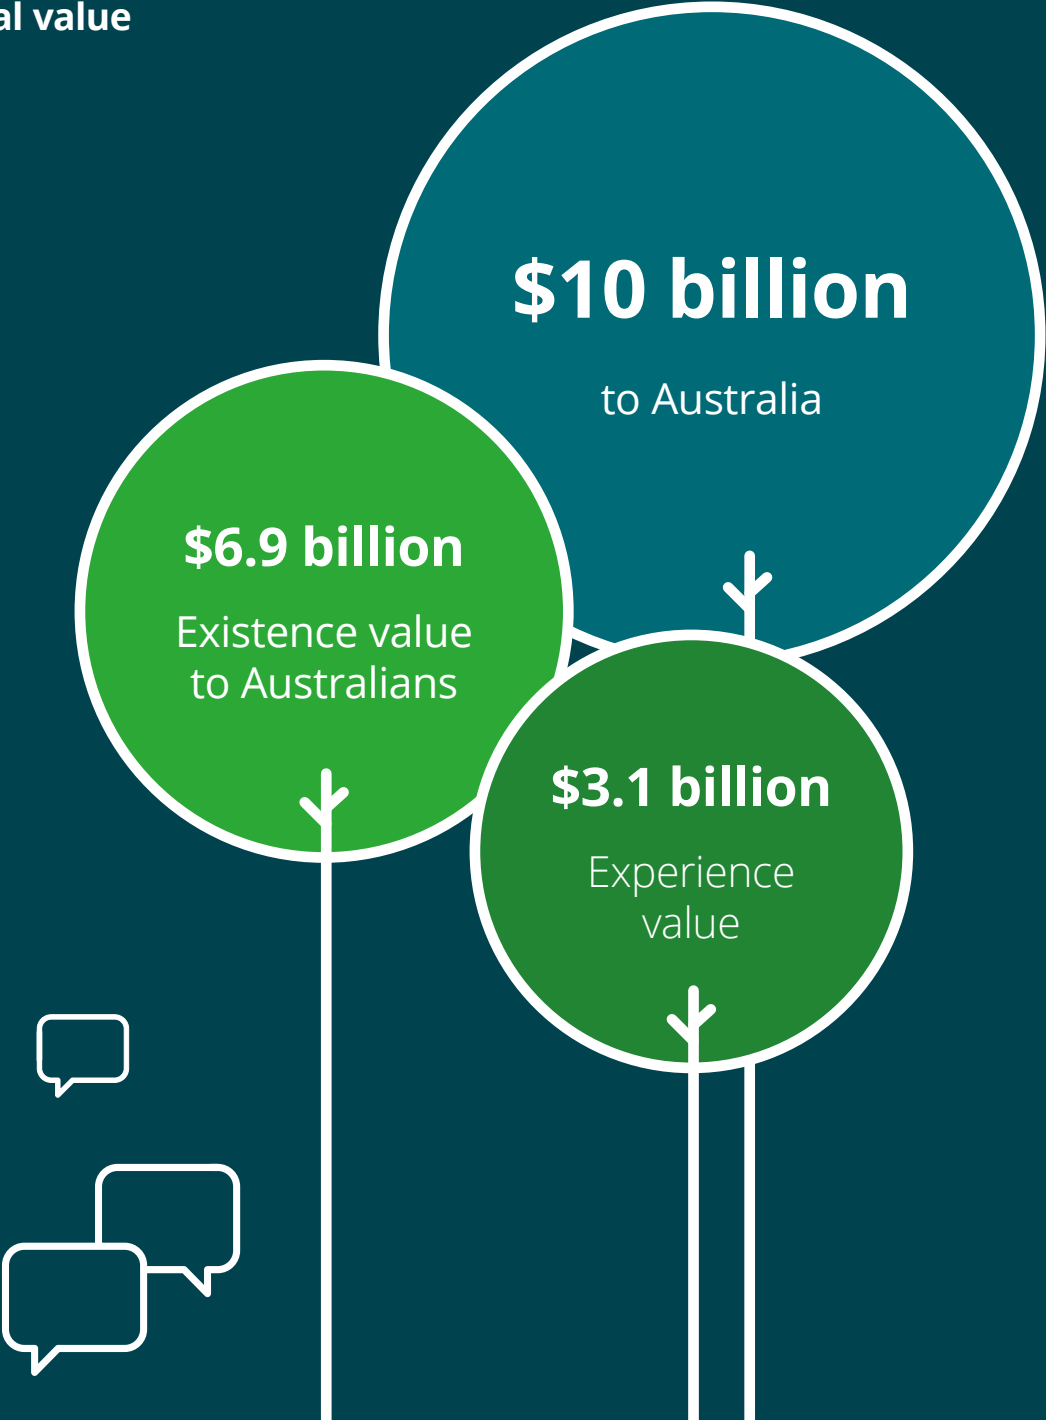 al value
$10 billion
to Australia
$6.9 billion
Existence value
to Australians
$3.1 billion
Experience
value